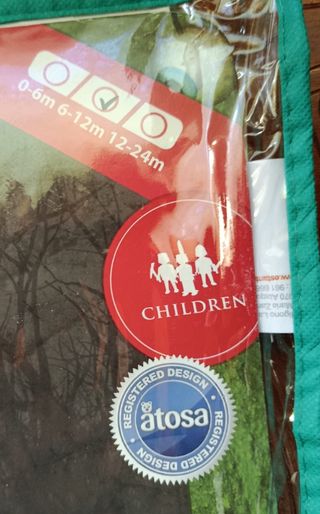 0-6m 6-12m 12-24m
CHILDREN
REGISTERED DESIGN
atosa
REGISTERED DESIGN